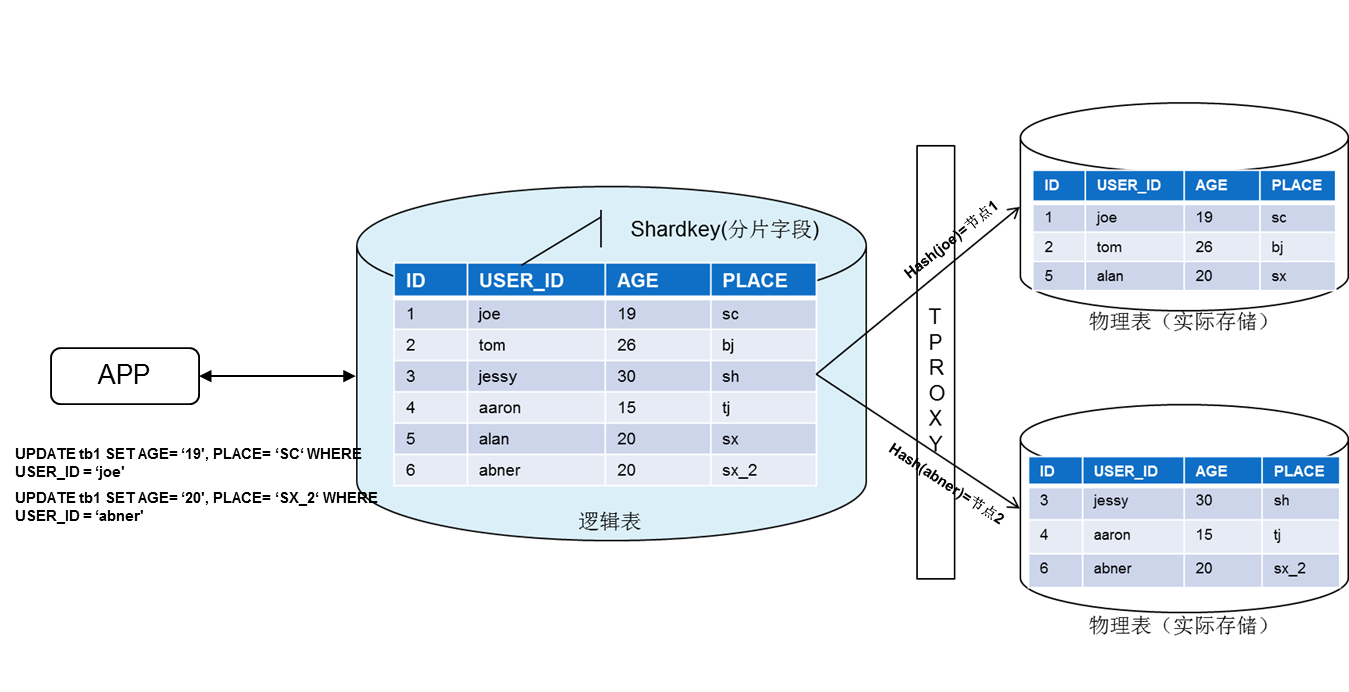 APP
UPDATE tb1 SET AGE= ‘19’, PLACE= ‘SC‘ WHERE
USER_ID = ‘joe'
UPDATE tb1 SET AGE= ‘20’, PLACE= ‘SX_2‘ WHERE
USER_ID = ‘abner'
Shardkey(分片字段)
ID USER_ID AGE PLACE
1 joe 19 sc
2 tom 26 bj
3 jessy 30 sh
4 aaron 15 tj
5 alan 20 sx
6 abner 20 sx_2
逻辑表
TPROXY
Hash(joe)=节点1
Hash(abner)=节点2
ID USER_ID AGE PLACE
1 joe 19 sc
2 tom 26 bj
5 alan 20 sx
物理表（实际存储）
ID USER_ID AGE PLACE
3 jessy 30 sh
4 aaron 15 tj
6 abner 20 sx_2
物理表（实际存储）